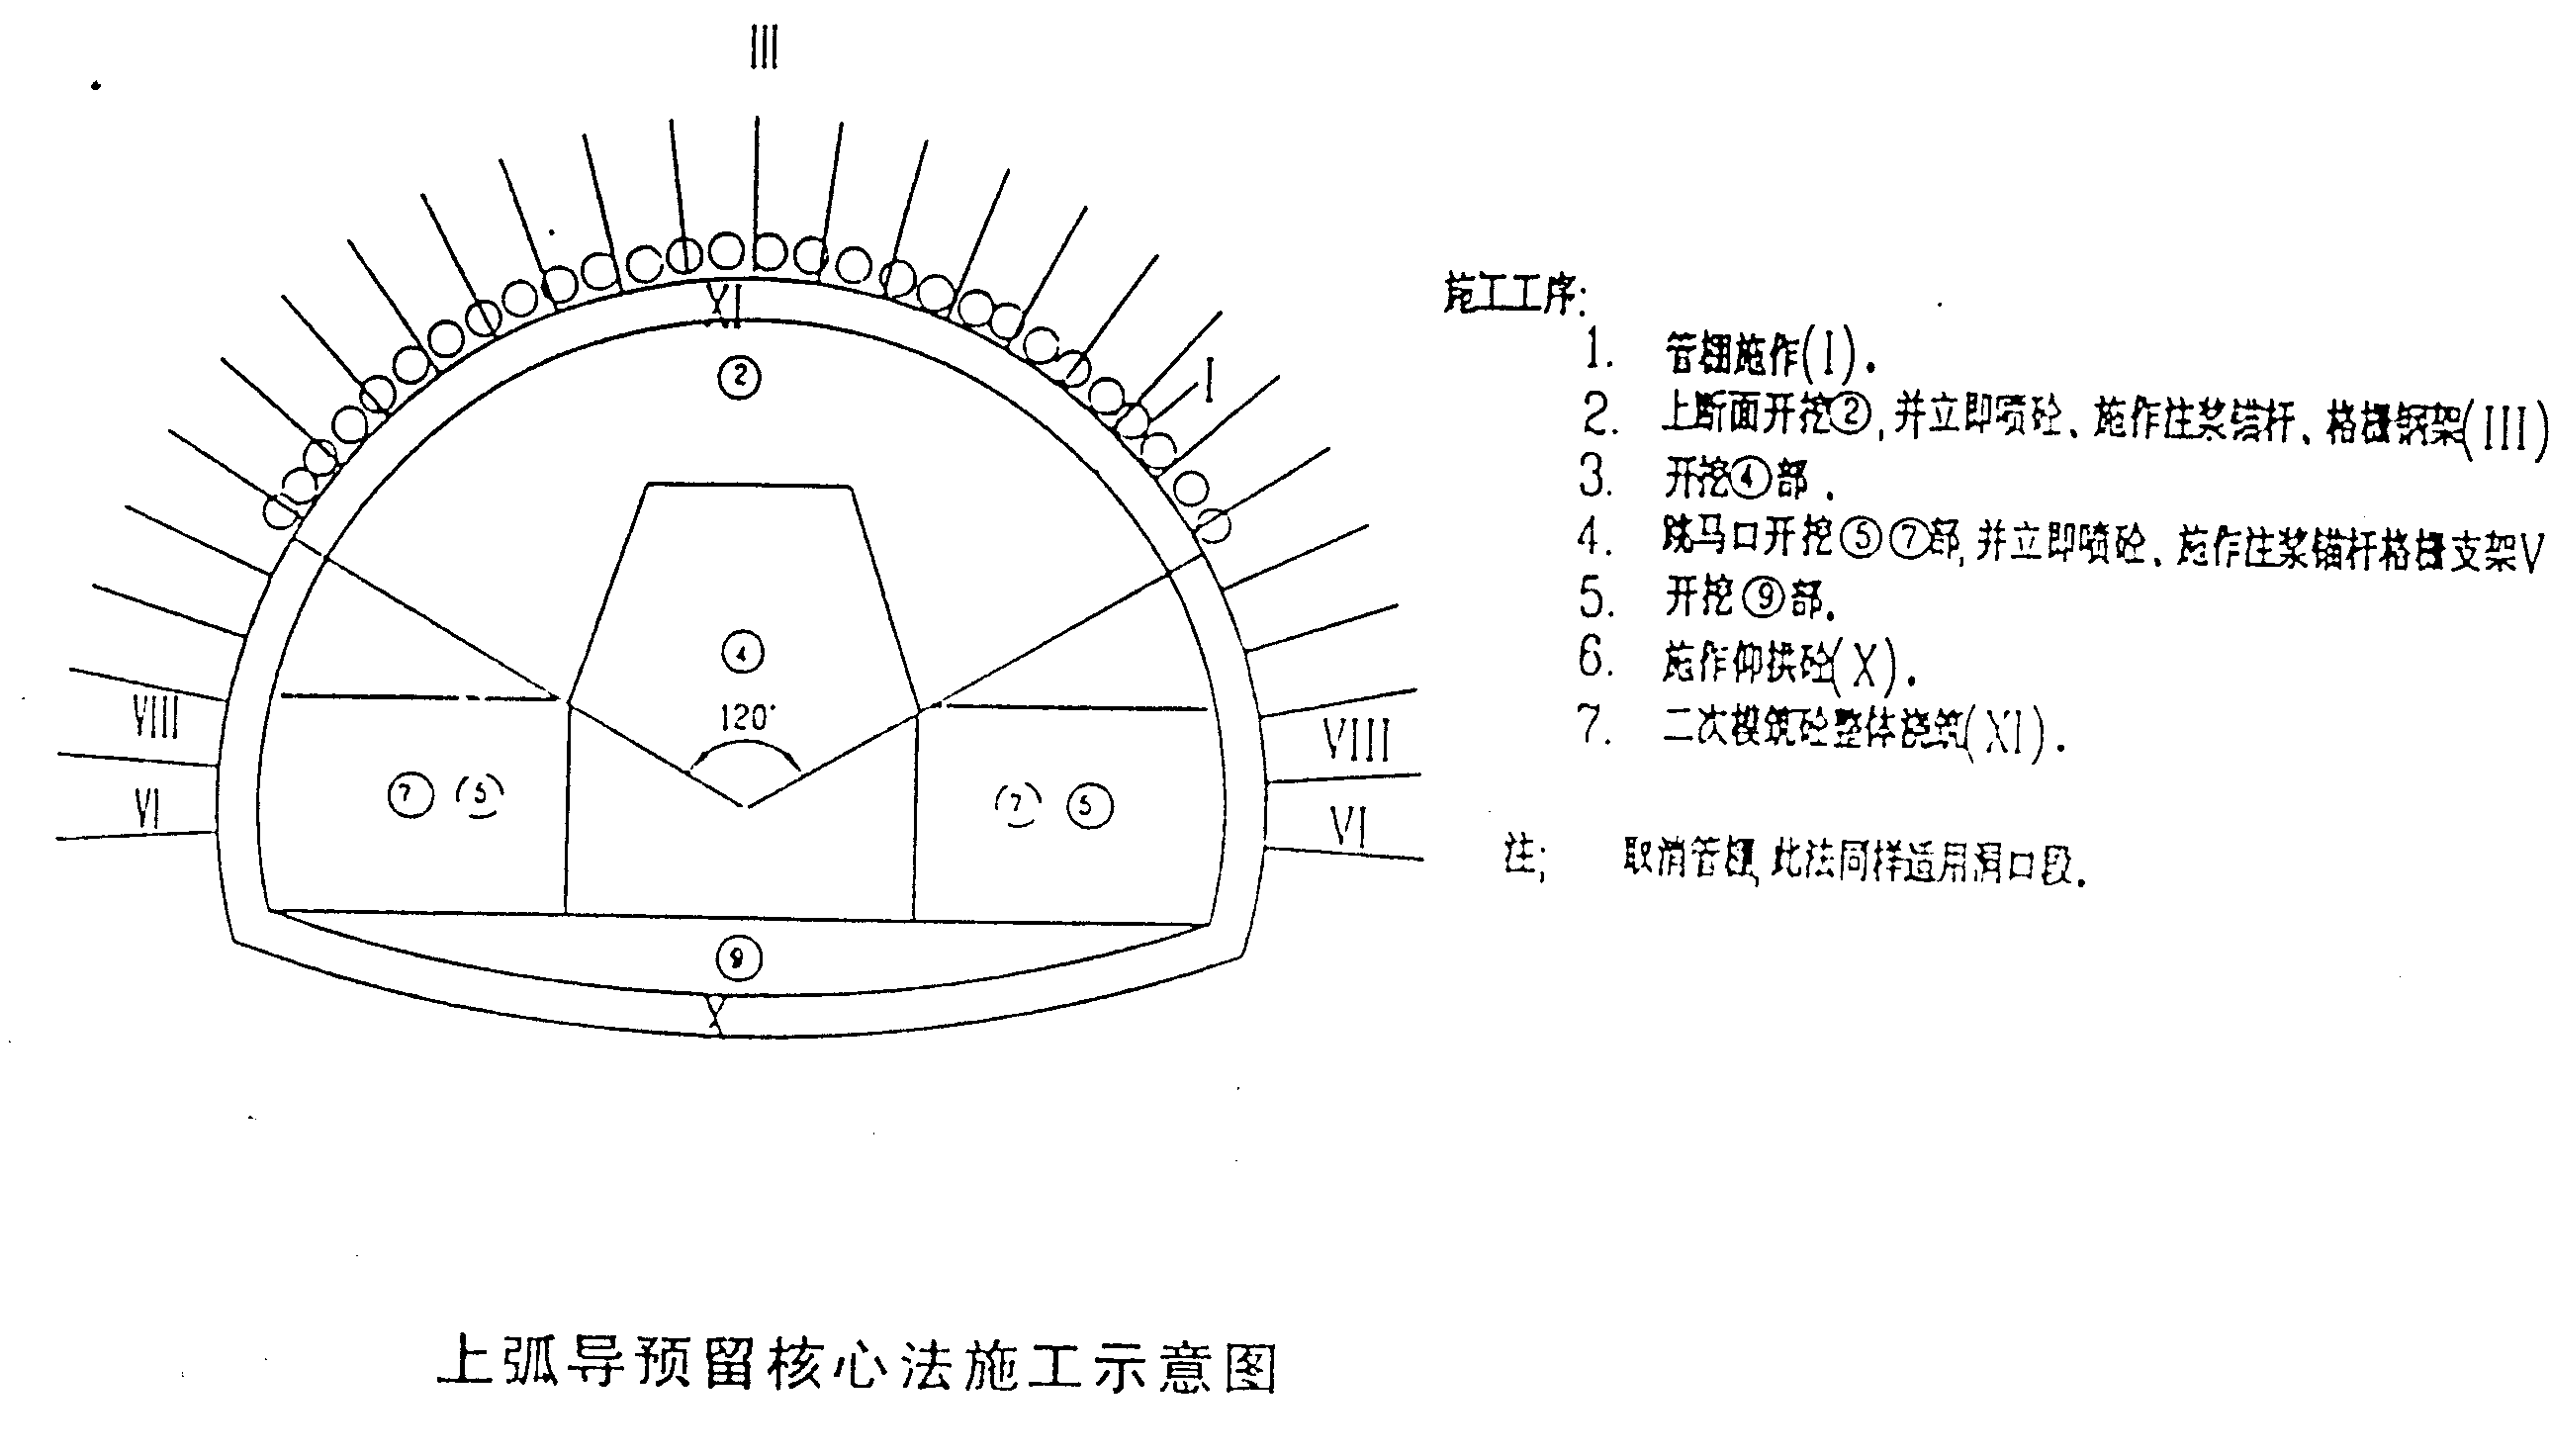 III
XI
②
I
④
120°
VIII
VIII
VI
VI
⑦ (5)
(7) ⑤
⑨
X
施工工序:
1. 管棚施作(I).
2. 上断面开挖②,并立即喷砼、施作注浆锚杆、格栅钢架(III)
3. 开挖④部.
4. 跳马口开挖⑤⑦部,并立即喷砼、施作注浆锚杆格栅支架V
5. 开挖⑨部.
6. 施作仰拱砼(X).
7. 二次模筑砼整体浇筑(XI).
注; 取消管棚,此法同样适用洞口段.
上弧导预留核心法施工示意图